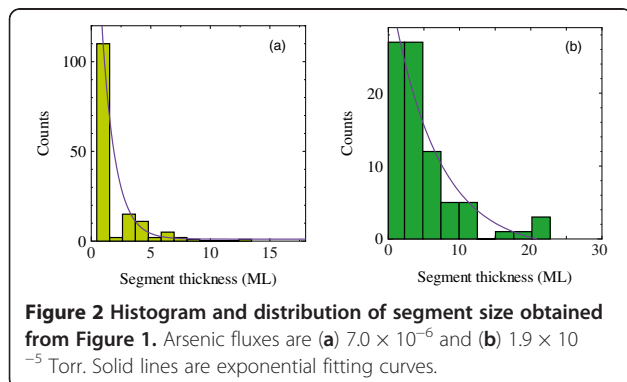 (a)
100
50
0
Counts
0 5 10 15
Segment thickness (ML)
(b)
20
10
0
Counts
0 10 20 30
Segment thickness (ML)
Figure 2 Histogram and distribution of segment size obtained
from Figure 1. Arsenic fluxes are (a) 7.0 × 10⁻⁶ and (b) 1.9 × 10
⁻⁵ Torr. Solid lines are exponential fitting curves.